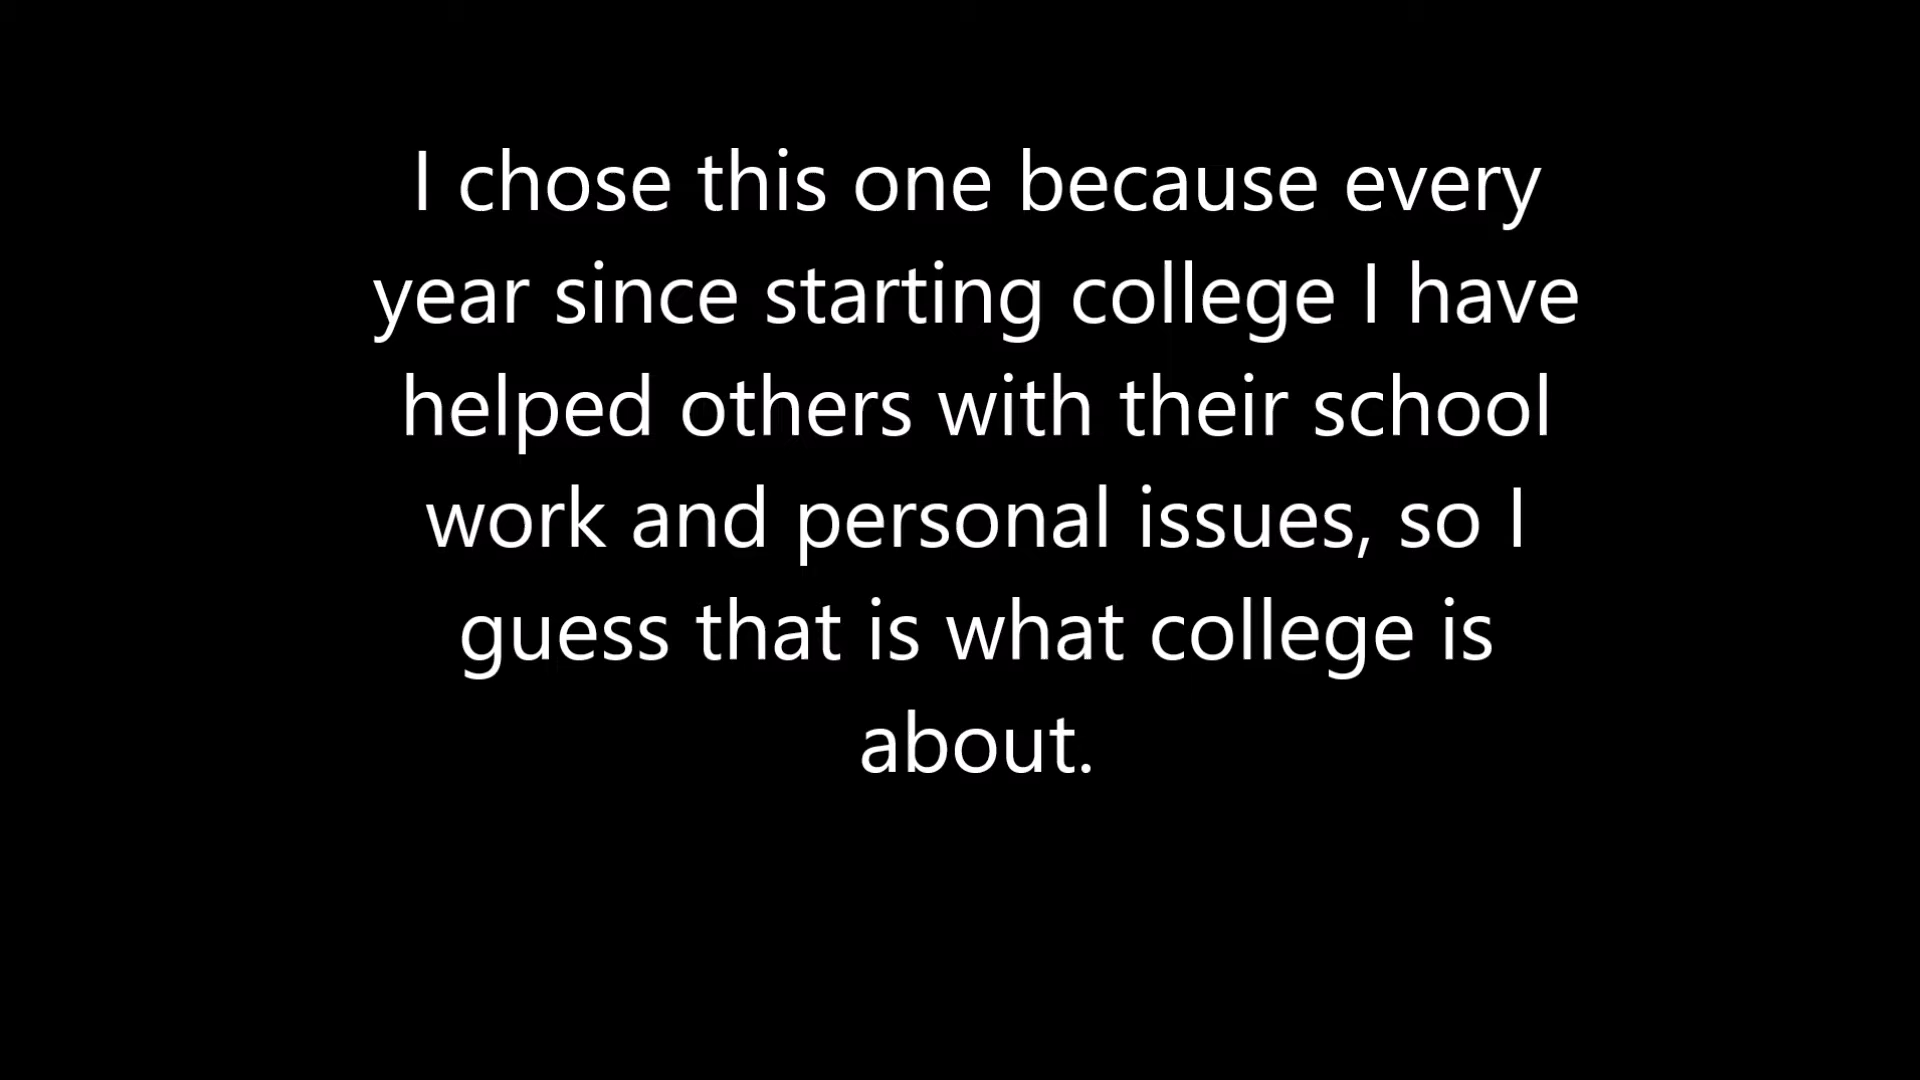 I chose this one because every
year since starting college I have
helped others with their school
work and personal issues, so I
guess that is what college is
about.